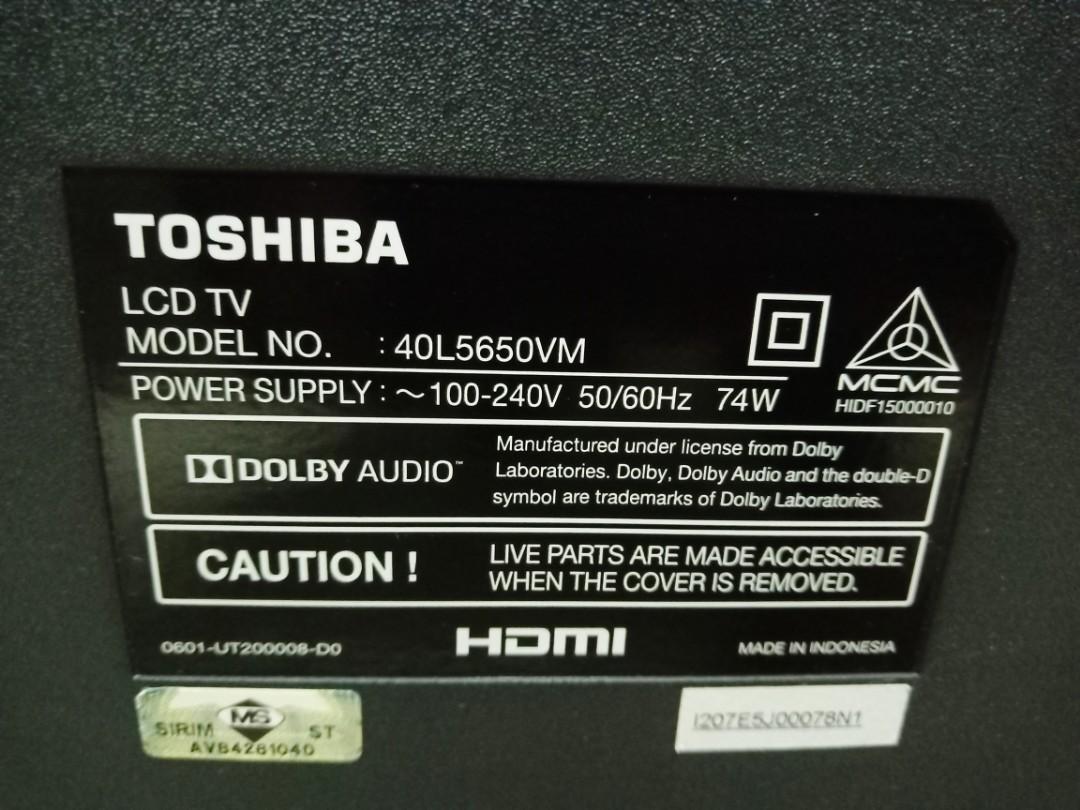 TOSHIBA
LCD TV
MODEL NO. : 40L5650VM
POWER SUPPLY : ~100-240V 50/60Hz 74W
MCMC
HIDF15000010
DOLBY AUDIO™
Manufactured under license from Dolby
Laboratories. Dolby, Dolby Audio and the double-D
symbol are trademarks of Dolby Laboratories.
CAUTION !
LIVE PARTS ARE MADE ACCESSIBLE
WHEN THE COVER IS REMOVED.
0601-UT200008-D0
HDMI
MADE IN INDONESIA
SIRIM MS ST
AVB4281040
I207E5J00078N1